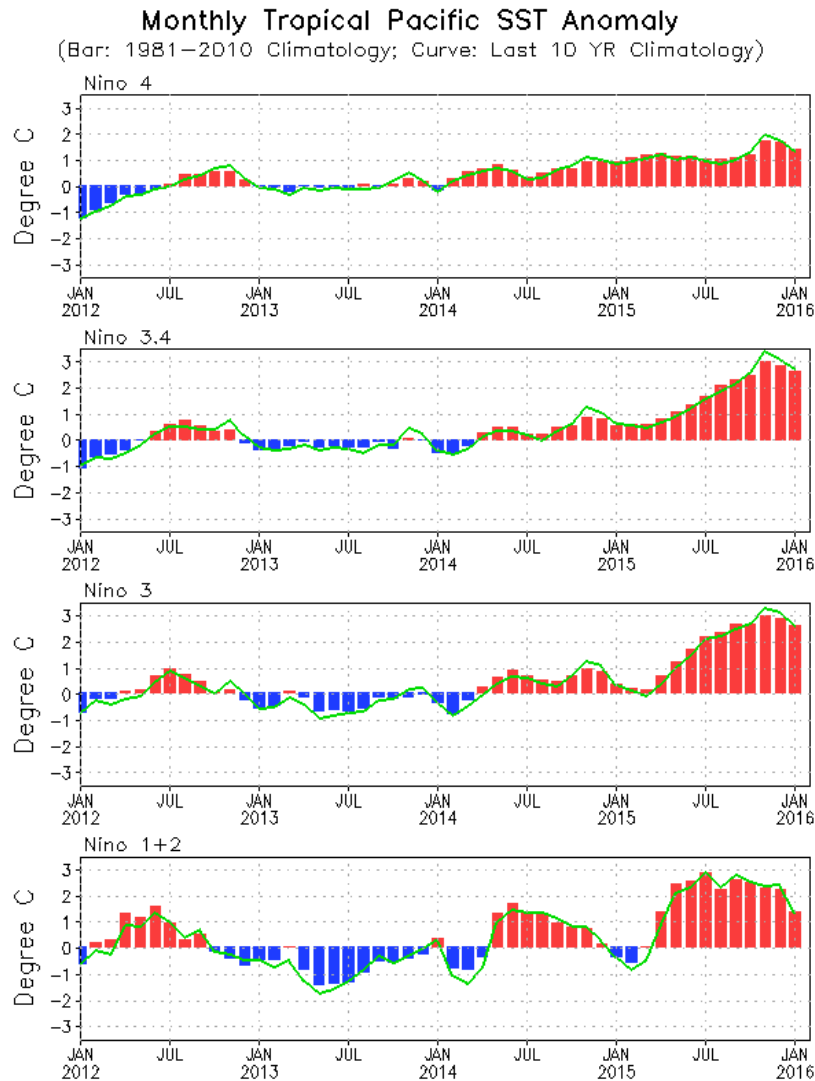 Monthly Tropical Pacific SST Anomaly
(Bar: 1981-2010 Climatology; Curve: Last 10 YR Climatology)
Nino 4
Degree C
3
2
1
0
-1
-2
-3
JAN JUL JAN JUL JAN JUL JAN JUL JAN
2012 2013 2014 2015 2016
Nino 3.4
Degree C
3
2
1
0
-1
-2
-3
JAN JUL JAN JUL JAN JUL JAN JUL JAN
2012 2013 2014 2015 2016
Nino 3
Degree C
3
2
1
0
-1
-2
-3
JAN JUL JAN JUL JAN JUL JAN JUL JAN
2012 2013 2014 2015 2016
Nino 1+2
Degree C
3
2
1
0
-1
-2
-3
JAN JUL JAN JUL JAN JUL JAN JUL JAN
2012 2013 2014 2015 2016